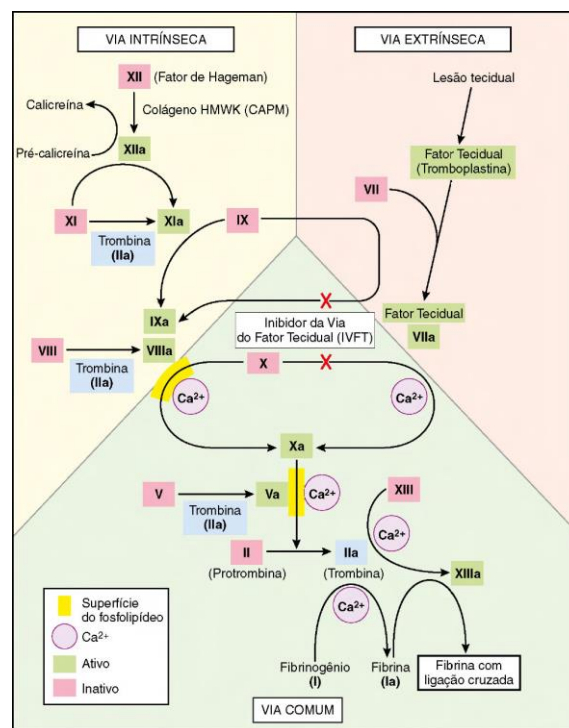 VIA INTRÍNSECA
XII (Fator de Hageman)
Colágeno HMWK (CAPM)
Calicreína
Pré-calicreína
XIIa
XI
XIa
Trombina
(IIa)
IX
IXa
VIII
VIIIa
Trombina
(IIa)
VIA EXTRÍNSECA
Lesão tecidual
Fator Tecidual
(Tromboplastina)
VII
Fator Tecidual
VIIa
X
Inibidor da Via
do Fator Tecidual (IVFT)
X
X
Ca2+
Ca2+
Xa
V
Va
Ca2+
Trombina
(IIa)
II
(Protrombina)
IIa
(Trombina)
XIII
Ca2+
XIIIa
Ca2+
Fibrinogênio
(I)
Fibrina
(Ia)
Fibrina com
ligação cruzada
Superfície
do fosfolipídeo
Ca2+
Ativo
Inativo
VIA COMUM